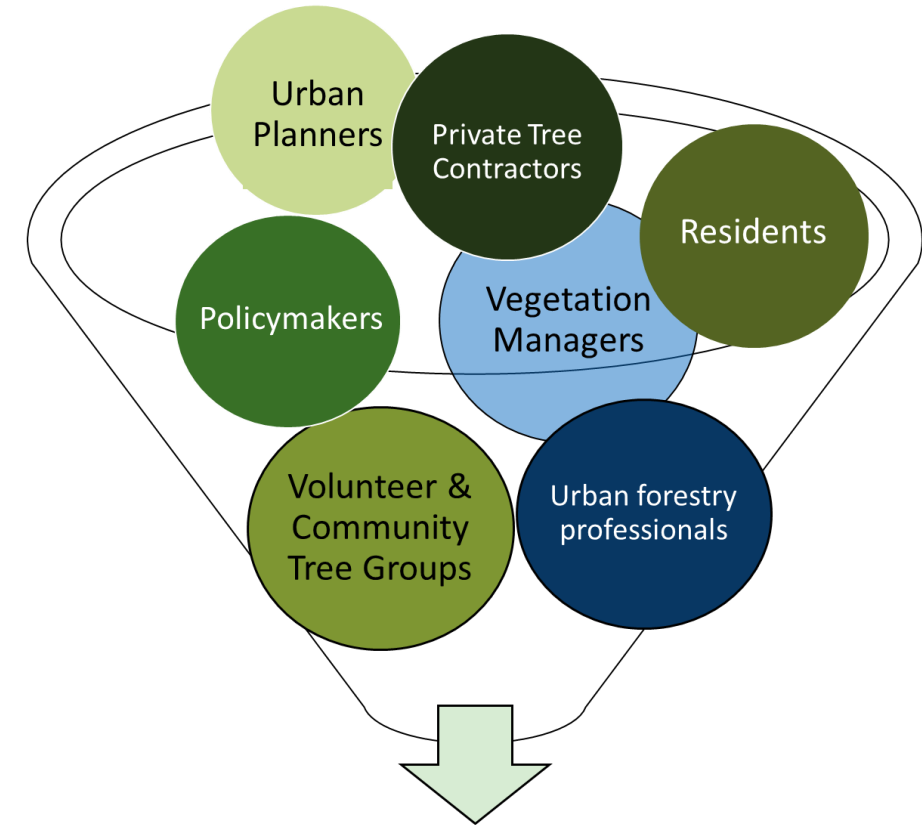 Urban
Planners
Private Tree
Contractors
Residents
Policymakers
Vegetation
Managers
Volunteer &
Community
Tree Groups
Urban forestry
professionals